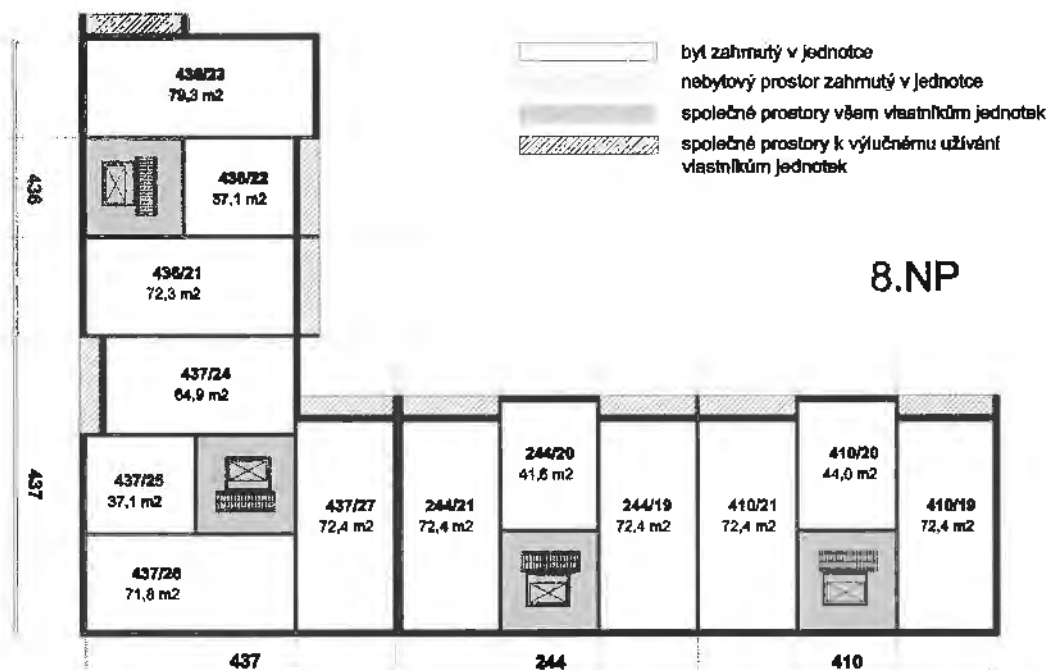 byt zahrnutý v jednotce
nebytový prostor zahrnutý v jednotce
společné prostory všem vlastníkům jednotek
společné prostory k výlučnému užívání
vlastníkům jednotek
8.NP
436/23
79,3 m2
436/22
37,1 m2
436/21
72,3 m2
437/24
64,9 m2
437/25
37,1 m2
437/26
71,8 m2
437/27
72,4 m2
244/21
72,4 m2
244/20
41,6 m2
244/19
72,4 m2
410/21
72,4 m2
410/20
44,0 m2
410/19
72,4 m2
436
437
437
244
410